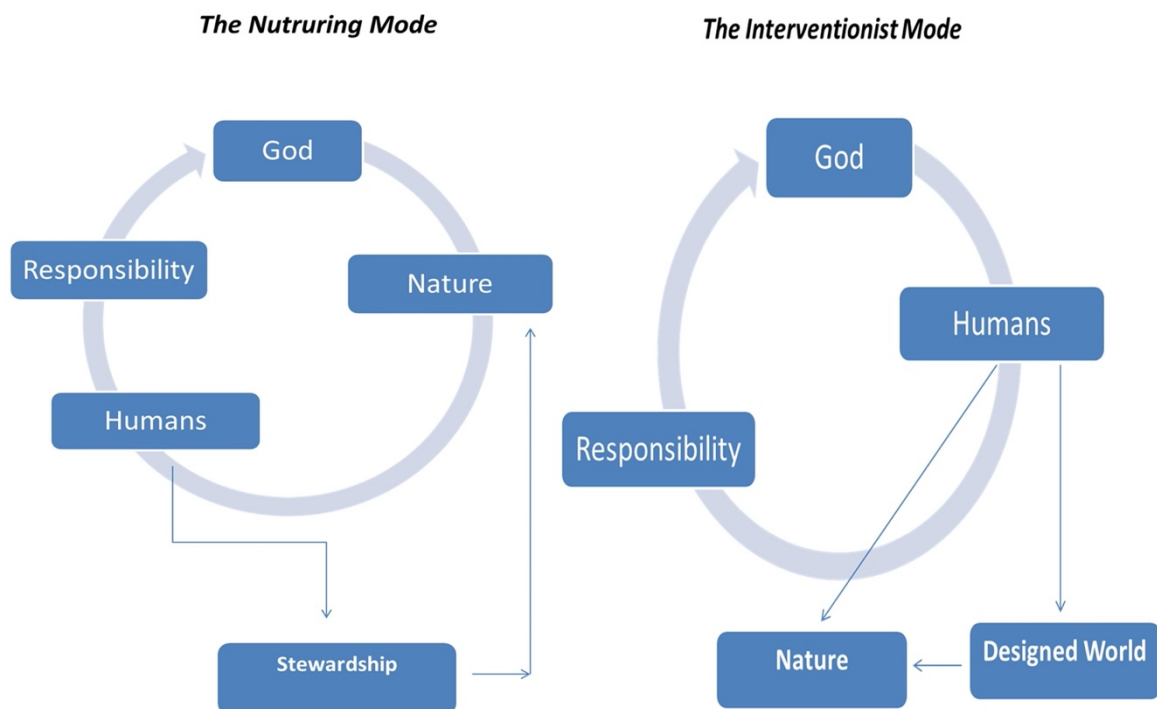 The Nutruring Mode
God
Nature
Responsibility
Humans
Stewardship
The Interventionist Mode
God
Humans
Responsibility
Nature
Designed World